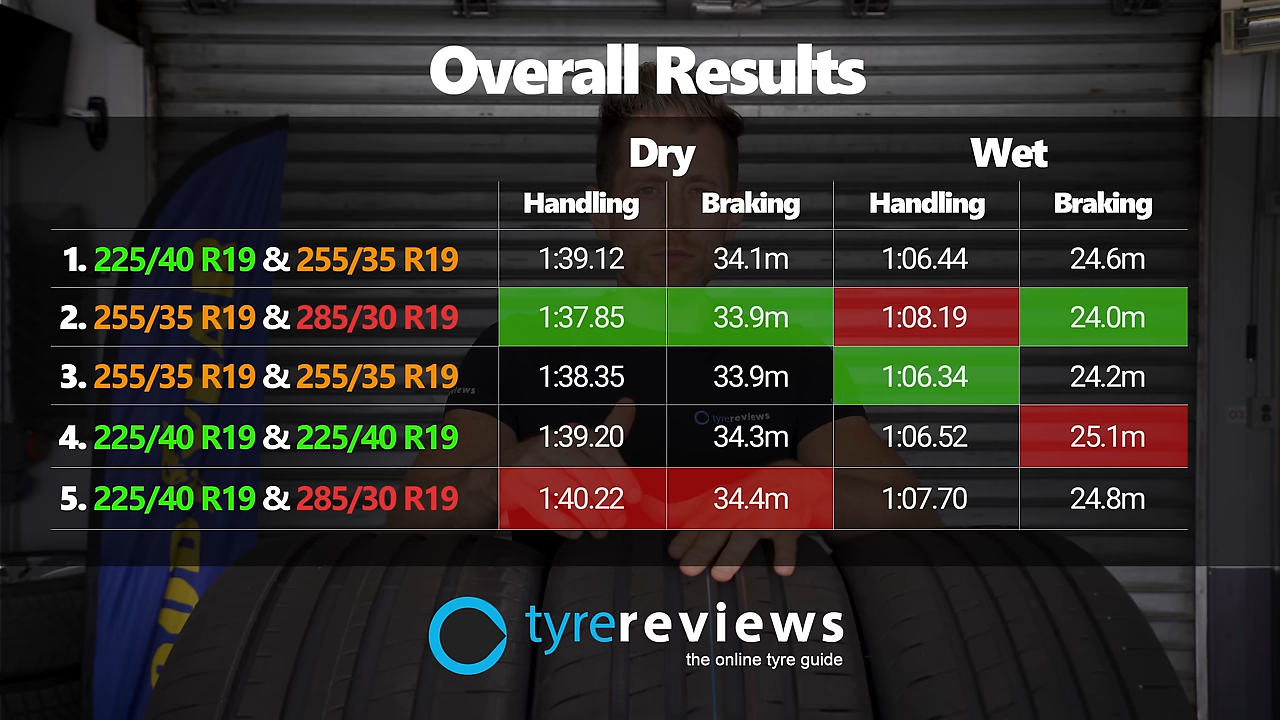 Overall Results
Dry Wet
Handling Braking Handling Braking
1. 225/40 R19 & 255/35 R19 1:39.12 34.1m 1:06.44 24.6m
2. 255/35 R19 & 285/30 R19 1:37.85 33.9m 1:08.19 24.0m
3. 255/35 R19 & 255/35 R19 1:38.35 33.9m 1:06.34 24.2m
4. 225/40 R19 & 225/40 R19 1:39.20 34.3m 1:06.52 25.1m
5. 225/40 R19 & 285/30 R19 1:40.22 34.4m 1:07.70 24.8m
tyrereviews
tyrereviews
the online tyre guide